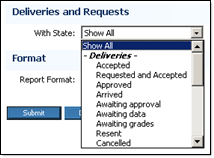 Deliveries and Requests
With State: Show All
Show All
- Deliveries -
Accepted
Requested and Accepted
Approved
Arrived
Awaiting approval
Awaiting data
Awaiting grades
Resent
Cancelled
Format
Report Format:
Submit